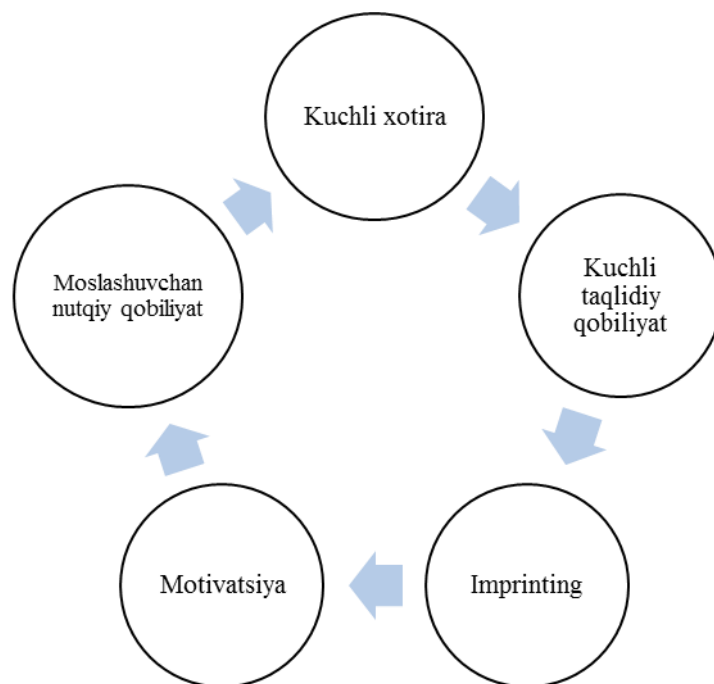 Kuchli xotira
Kuchli
taqlidiy
qobiliyat
Imprinting
Motivatsiya
Moslashuvchan
nutqiy qobiliyat